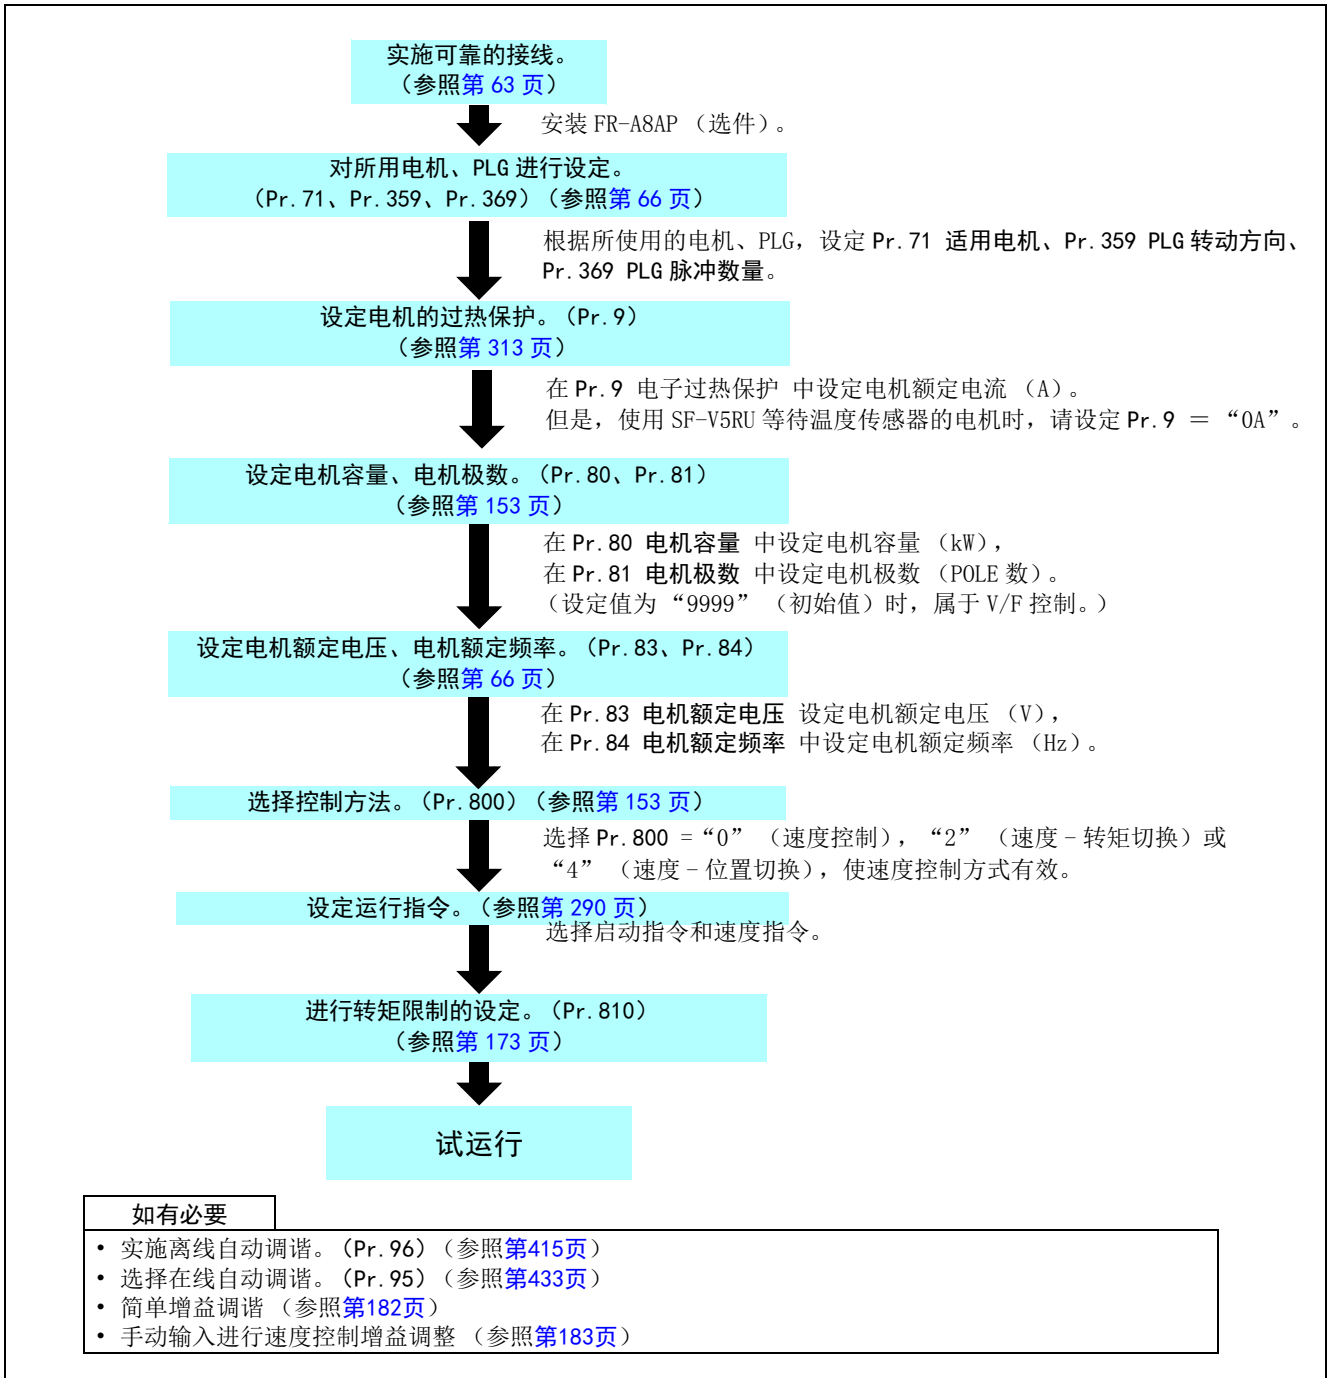 实施可靠的接线。
（参照第 63 页）
安装 FR-A8AP （选件）。
对所用电机、PLG 进行设定。
（Pr.71、Pr.359、Pr.369）（参照第 66 页）
根据所使用的电机、PLG，设定 Pr.71 适用电机、Pr.359 PLG 转动方向、
Pr.369 PLG 脉冲数量。
设定电机的过热保护。（Pr.9）
（参照第 313 页）
在 Pr.9 电子过热保护 中设定电机额定电流 （A）。
但是，使用 SF-V5RU 等待温度传感器的电机时，请设定 Pr.9 ＝ “0A”。
设定电机容量、电机极数。（Pr.80、Pr.81）
（参照第 153 页）
在 Pr.80 电机容量 中设定电机容量 （kW），
在 Pr.81 电机极数 中设定电机极数 （POLE 数）。
（设定值为“9999”（初始值）时，属于 V/F 控制。）
设定电机额定电压、电机额定频率。（Pr.83、Pr.84）
（参照第 66 页）
在 Pr.83 电机额定电压 设定电机额定电压 （V），
在 Pr.84 电机额定频率 中设定电机额定频率 （Hz）。
选择控制方法。（Pr.800）（参照第 153 页）
选择 Pr.800 =“0” （速度控制），“2” （速度－转矩切换）或
“4” （速度－位置切换），使速度控制方式有效。
设定运行指令。（参照第 290 页）
选择启动指令和速度指令。
进行转矩限制的设定。（Pr.810）
（参照第 173 页）
试运行
如有必要
• 实施离线自动调谐。（Pr.96）（参照第415页）
• 选择在线自动调谐。（Pr.95）（参照第433页）
• 简单增益调谐 （参照第182页）
• 手动输入进行速度控制增益调整 （参照第183页）